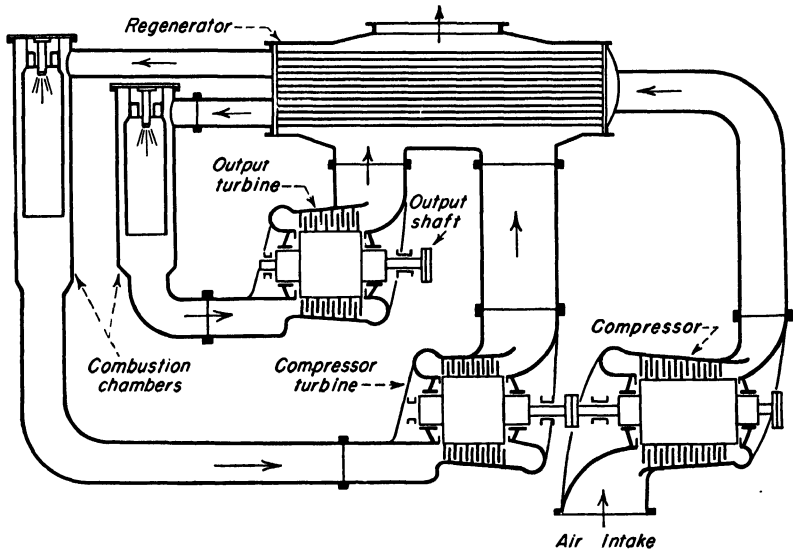 Regenerator
Output
turbine
Output
shaft
Combustion
chambers
Compressor
turbine
Compressor
Air Intake